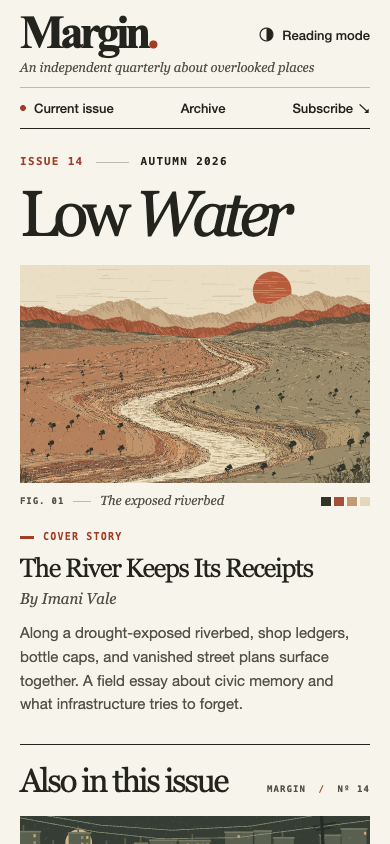 Margin.
Reading mode
An independent quarterly about overlooked places
Current issue
Archive
Subscribe ↘
ISSUE 14 — AUTUMN 2026
Low Water
FIG. 01 — The exposed riverbed
COVER STORY
The River Keeps Its Receipts
By Imani Vale
Along a drought-exposed riverbed, shop ledgers,
bottle caps, and vanished street plans surface
together. A field essay about civic memory and
what infrastructure tries to forget.
Also in this issue
MARGIN / Nº 14